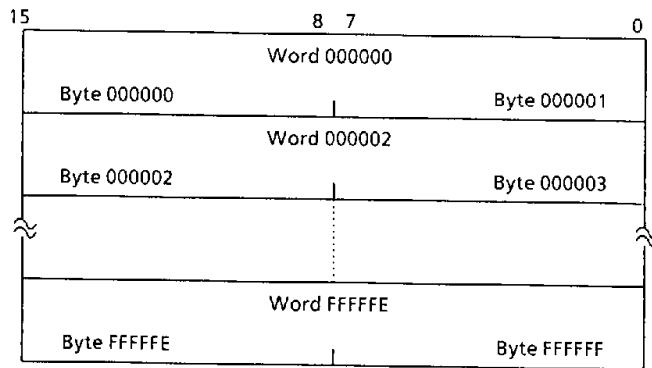 15 8 7 0
Word 000000
Byte 000000 Byte 000001
Word 000002
Byte 000002 Byte 000003
Word FFFFFE
Byte FFFFFE Byte FFFFFF